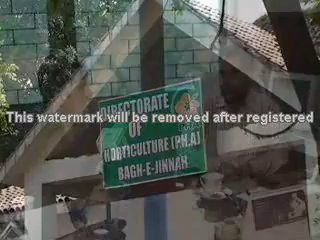 DIRECTORATE
OF
This watermark will be removed after registered
HORTICULTURE (PH.A)
BAGH-E-JINNAH